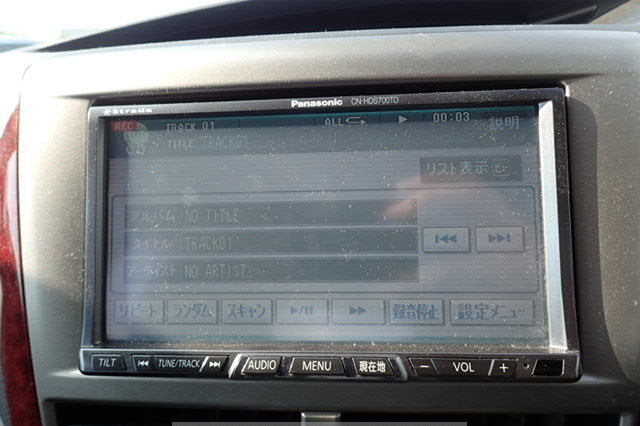 Strada Panasonic CN-HDS700TD
REC TRACK 01 ALL 00:03 説明
CD TITLE TRACK01
リスト表示
アルバム NO TITLE
タイトル TRACK01
アーティスト NO ARTIST
リピート ランダム スキャン ▶/II ▶▶ 録音停止 設定メニュー
TILT TUNE/TRACK AUDIO MENU 現在地 − VOL +